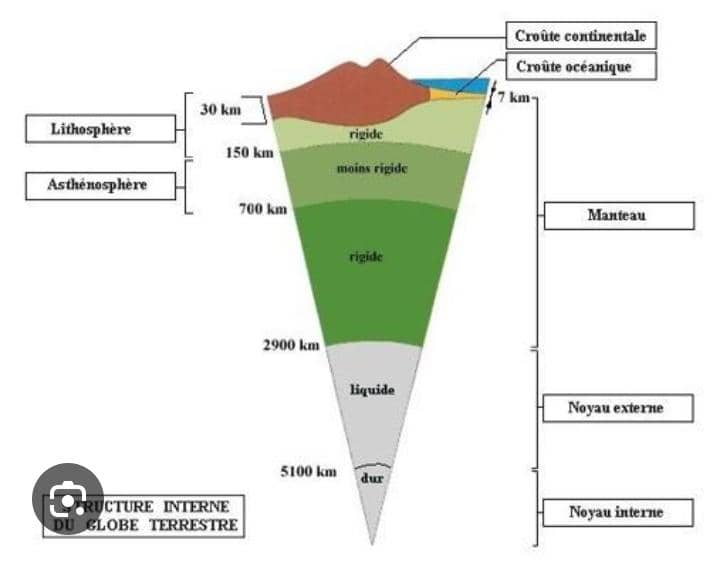 Croûte continentale
Croûte océanique
30 km
7 km
Lithosphère
rigide
150 km
moins rigide
Asthénosphère
700 km
Manteau
rigide
2900 km
liquide
Noyau externe
5100 km
dur
STRUCTURE INTERNE
DU GLOBE TERRESTRE
Noyau interne